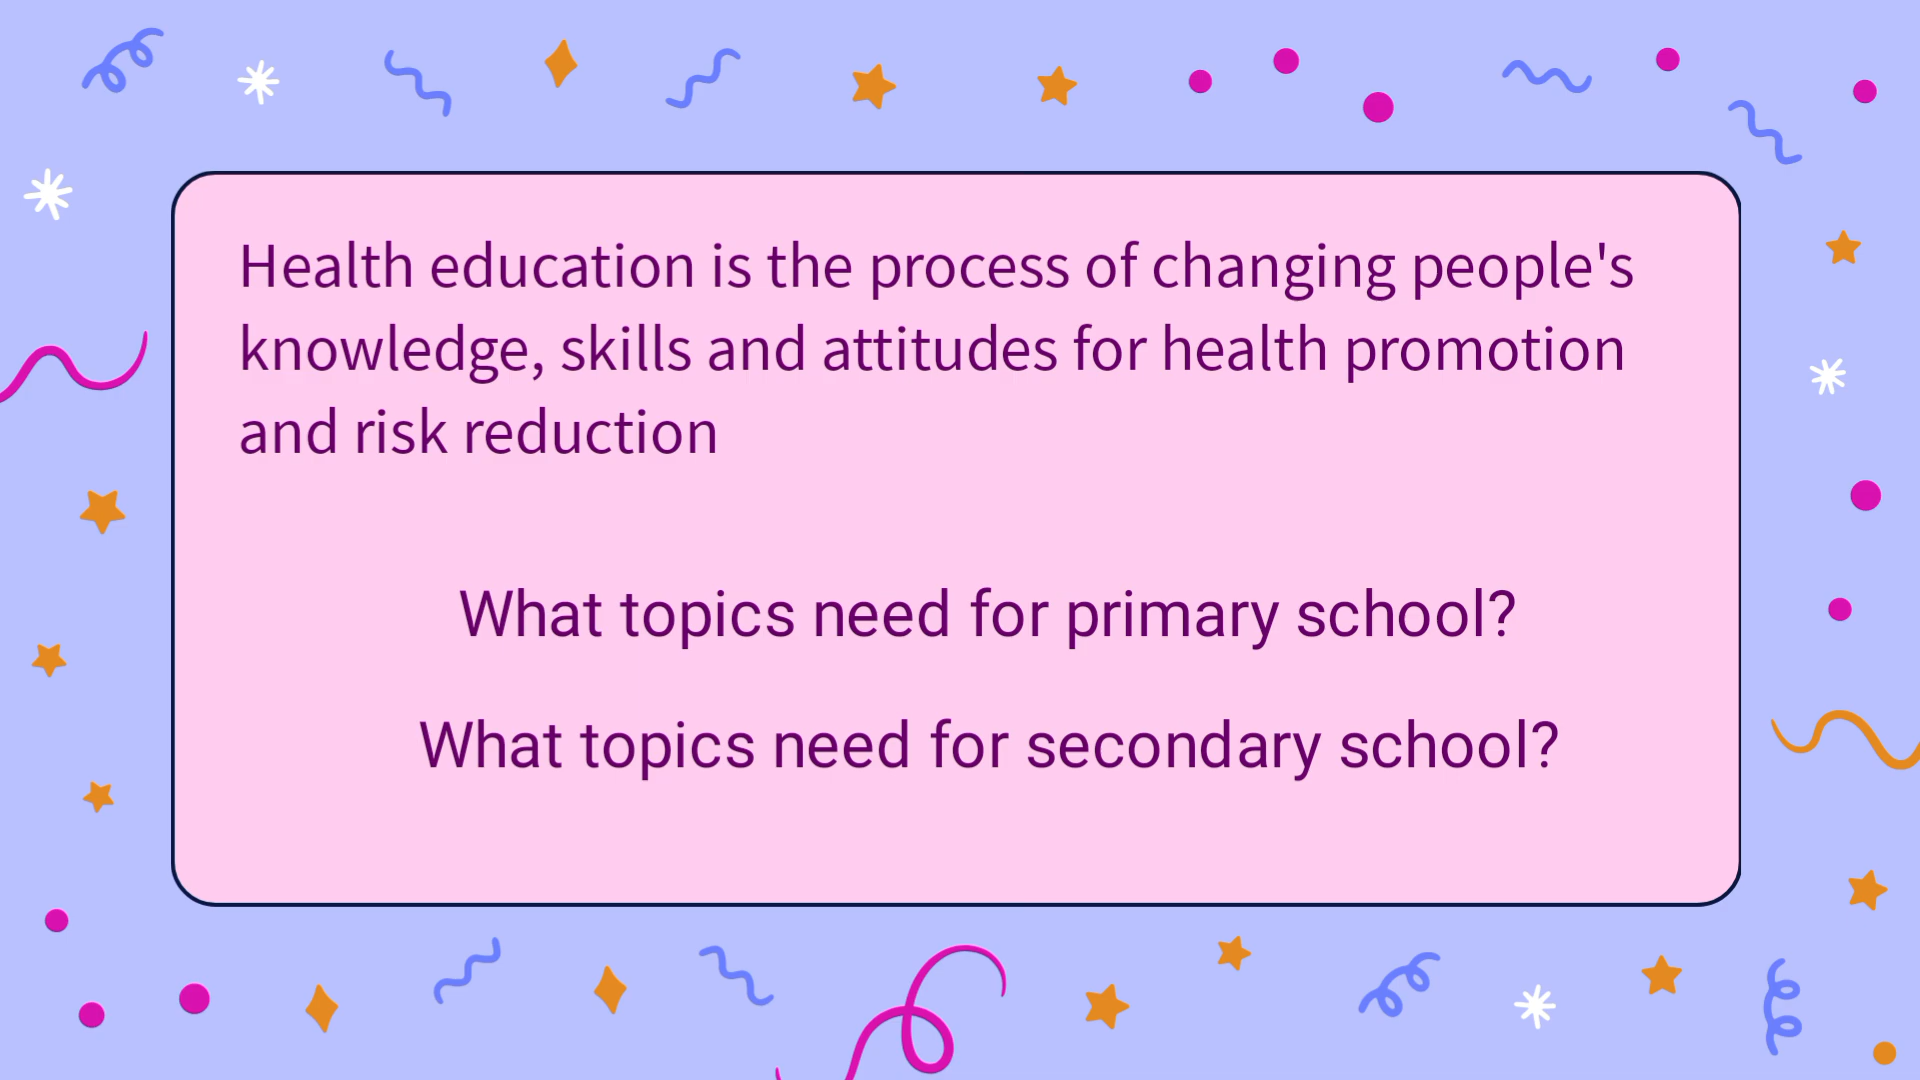 Health education is the process of changing people's
knowledge, skills and attitudes for health promotion
and risk reduction
What topics need for primary school?
What topics need for secondary school?